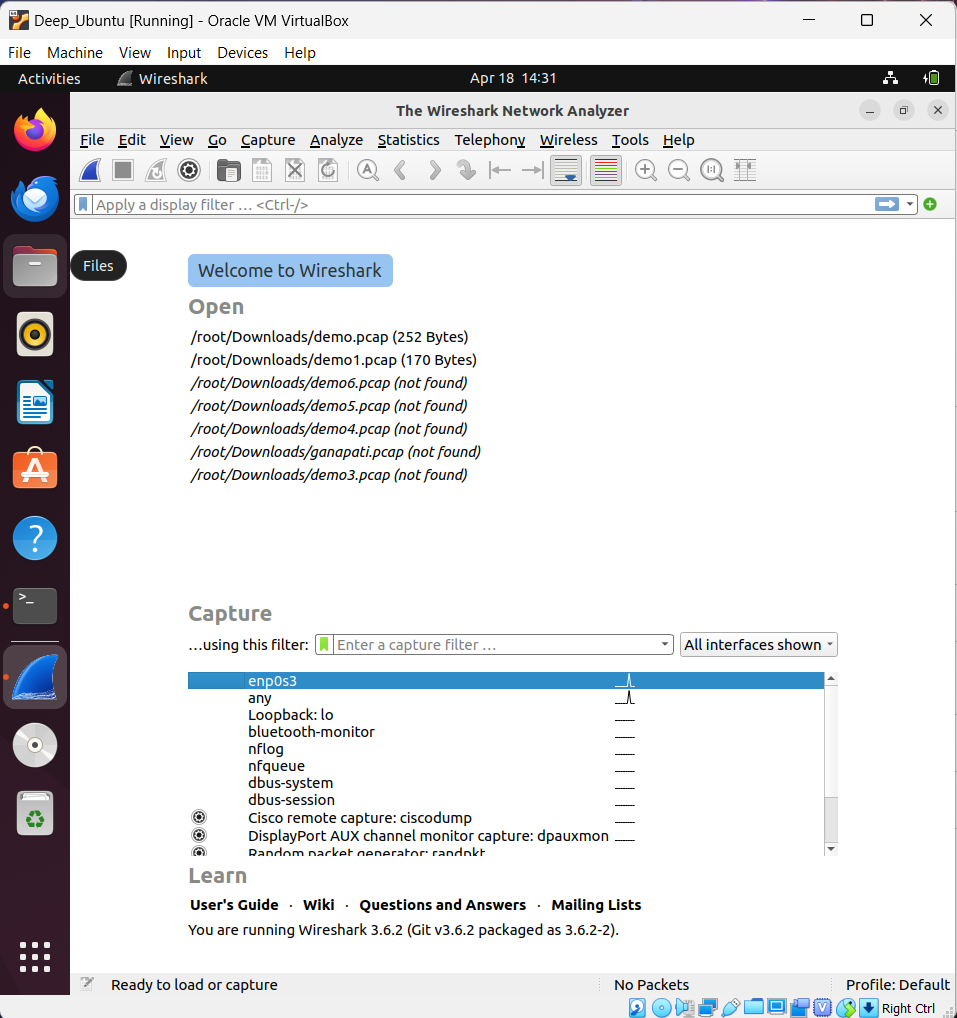 Deep_Ubuntu [Running] - Oracle VM VirtualBox
File Machine View Input Devices Help
Activities Wireshark Apr 18 14:31
The Wireshark Network Analyzer
File Edit View Go Capture Analyze Statistics Telephony Wireless Tools Help
Apply a display filter … <Ctrl-/>
Files
Welcome to Wireshark
Open
/root/Downloads/demo.pcap (252 Bytes)
/root/Downloads/demo1.pcap (170 Bytes)
/root/Downloads/demo6.pcap (not found)
/root/Downloads/demo5.pcap (not found)
/root/Downloads/demo4.pcap (not found)
/root/Downloads/ganapati.pcap (not found)
/root/Downloads/demo3.pcap (not found)
Capture
…using this filter: Enter a capture filter … All interfaces shown
enp0s3
any
Loopback: lo
bluetooth-monitor
nflog
nfqueue
dbus-system
dbus-session
Cisco remote capture: ciscodump
DisplayPort AUX channel monitor capture: dpauxmon
Random packet generator: randpkt
Learn
User's Guide · Wiki · Questions and Answers · Mailing Lists
You are running Wireshark 3.6.2 (Git v3.6.2 packaged as 3.6.2-2).
Ready to load or capture No Packets Profile: Default
Right Ctrl